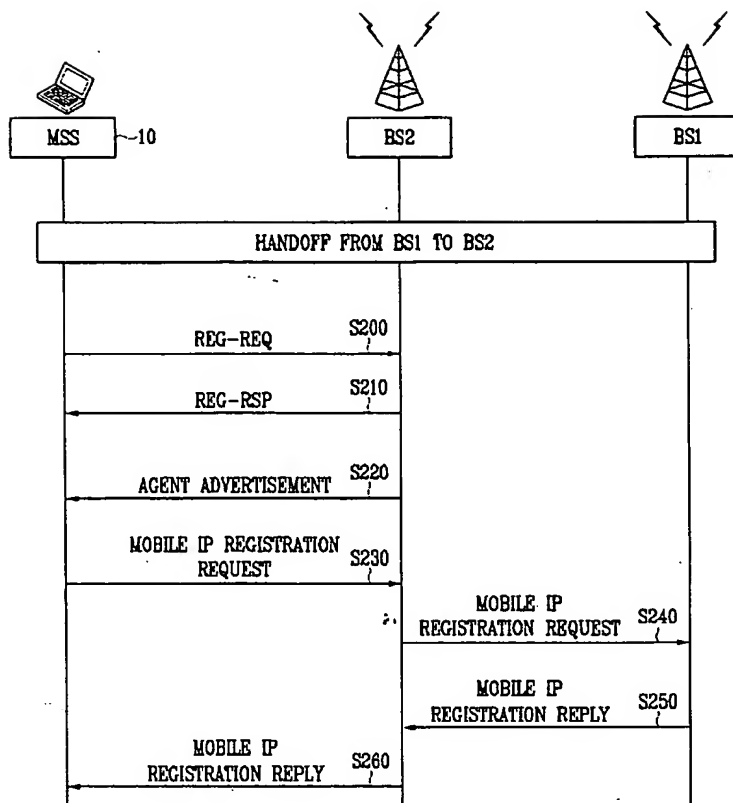 MSS
10
BS2
BS1
HANDOFF FROM BS1 TO BS2
REG-REQ
S200
REG-RSP
S210
AGENT ADVERTISEMENT
S220
MOBILE IP REGISTRATION
REQUEST
S230
MOBILE IP
REGISTRATION REQUEST
S240
MOBILE IP
REGISTRATION REPLY
S250
MOBILE IP
REGISTRATION REPLY
S260